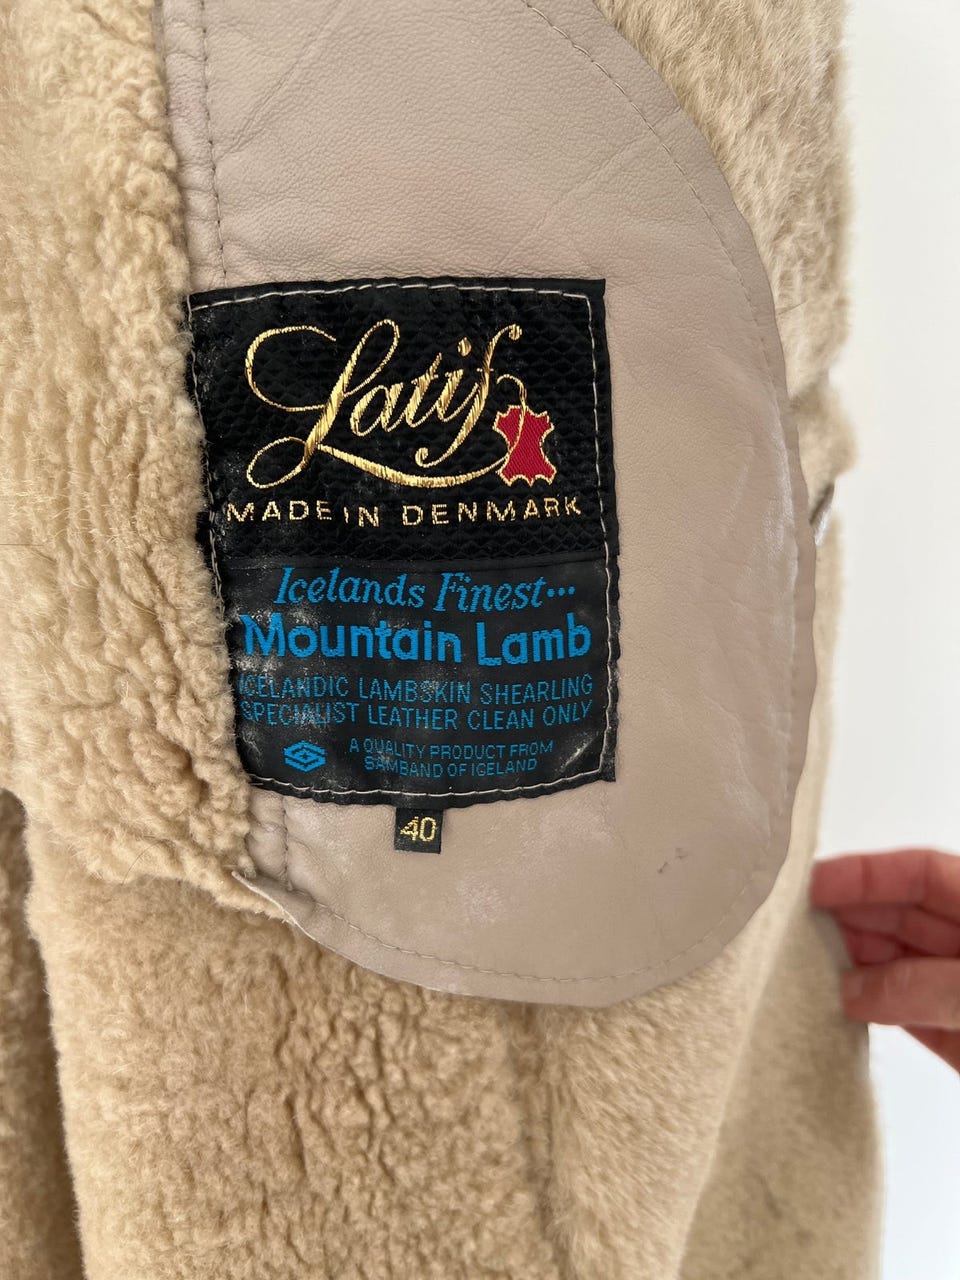 Latif
MADE IN DENMARK
Icelands Finest...
Mountain Lamb
ICELANDIC LAMBSKIN SHEARLING
SPECIALIST LEATHER CLEAN ONLY
A QUALITY PRODUCT FROM
SAMBAND OF ICELAND
40